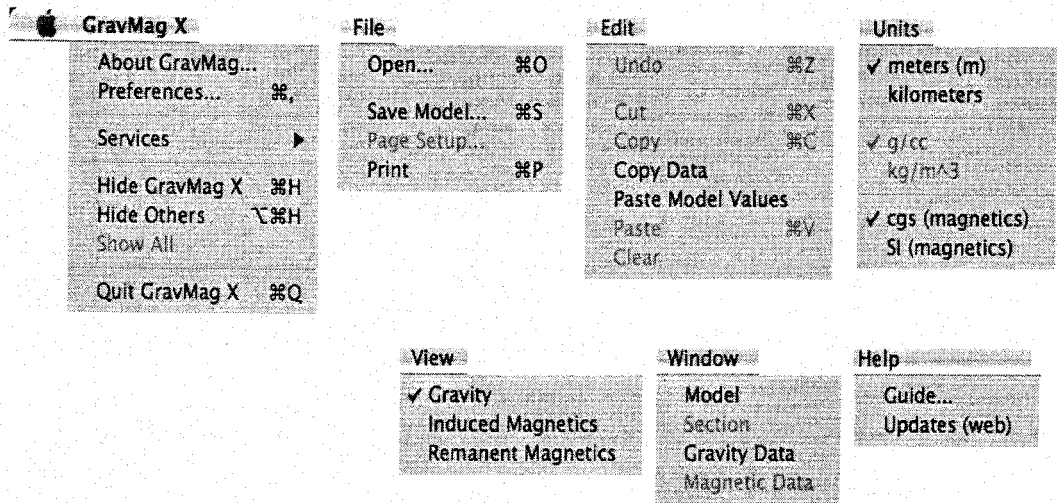 GravMag X
About GravMag...
Preferences... ⌘,
Services ▶
Hide GravMag X ⌘H
Hide Others ⌥⌘H
Show All
Quit GravMag X ⌘Q
File
Open... ⌘O
Save Model... ⌘S
Page Setup...
Print ⌘P
Edit
Undo ⌘Z
Cut ⌘X
Copy ⌘C
Copy Data
Paste Model Values
Paste ⌘V
Clear
Units
✓ meters (m)
kilometers
✓ g/cc
kg/m^3
✓ cgs (magnetics)
SI (magnetics)
View
✓ Gravity
Induced Magnetics
Remanent Magnetics
Window
Model
Section
Gravity Data
Magnetic Data
Help
Guide...
Updates (web)